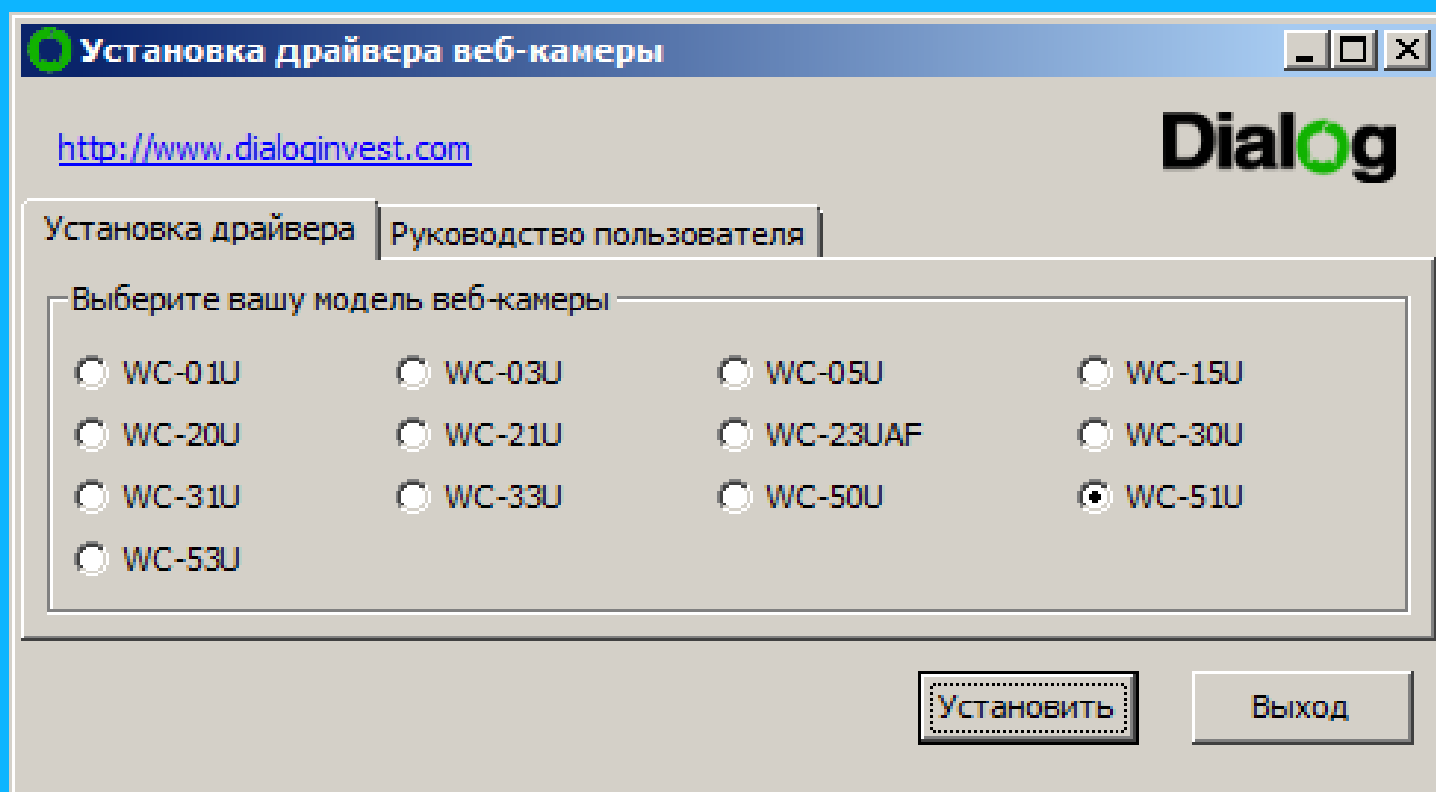 Установка драйвера веб-камеры
http://www.dialoginvest.com
Dialog
Установка драйвера Руководство пользователя
Выберите вашу модель веб-камеры
WC-01U WC-03U WC-05U WC-15U
WC-20U WC-21U WC-23UAF WC-30U
WC-31U WC-33U WC-50U WC-51U
WC-53U
Установить Выход